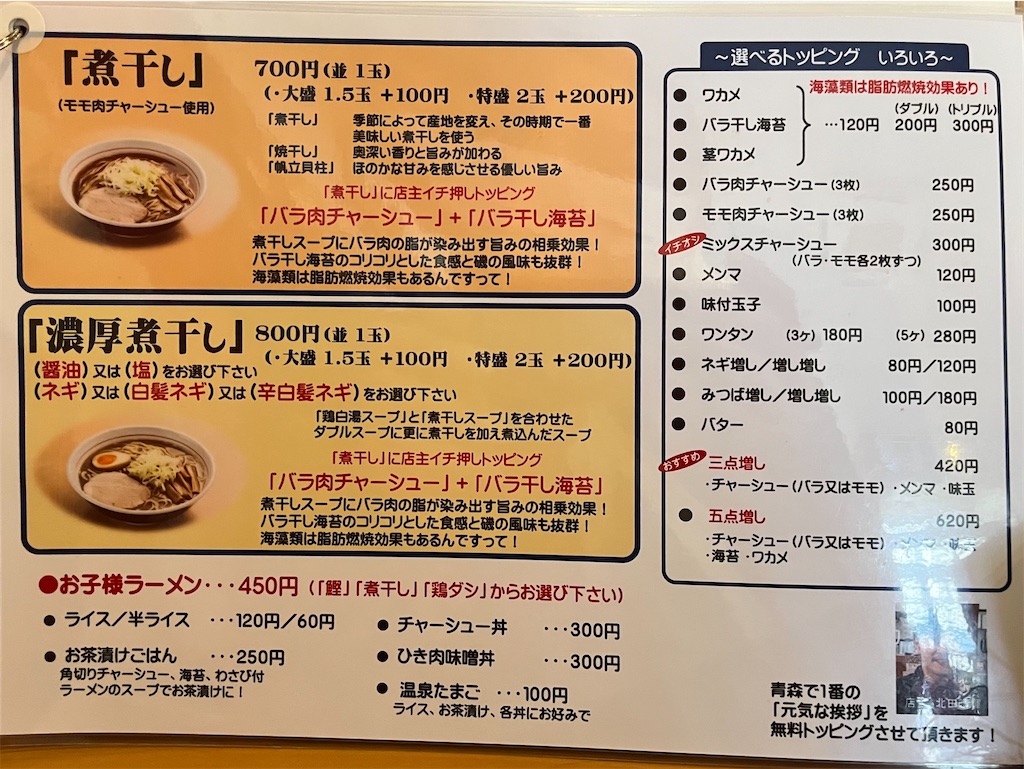 「煮干し」
(モモ肉チャーシュー使用)
700円(並 1玉)
(・大盛 1.5玉 +100円 ・特盛 2玉 +200円)
「煮干し」 季節によって産地を変え、その時期で一番
美味しい煮干しを使う
「焼干し」 奥深い香りと旨みが加わる
「帆立貝柱」 ほのかな甘みを感じさせる優しい旨み
「煮干し」に店主イチ押しトッピング
「バラ肉チャーシュー」+「バラ干し海苔」
煮干しスープにバラ肉の脂が染み出す旨みの相乗効果!
バラ干し海苔のコリコリとした食感と磯の風味も抜群!
海藻類は脂肪燃焼効果もあるんですって!
「濃厚煮干し」
800円(並 1玉)
(・大盛 1.5玉 +100円 ・特盛 2玉 +200円)
(醤油)又は(塩)をお選び下さい
(ネギ)又は(白髪ネギ)又は(辛白髪ネギ)をお選び下さい
「鶏白湯スープ」と「煮干しスープ」を合わせた
ダブルスープに更に煮干しを加え煮込んだスープ
「煮干し」に店主イチ押しトッピング
「バラ肉チャーシュー」+「バラ干し海苔」
煮干しスープにバラ肉の脂が染み出す旨みの相乗効果!
バラ干し海苔のコリコリとした食感と磯の風味も抜群!
海藻類は脂肪燃焼効果もあるんですって!
●お子様ラーメン・・・450円(「鰹」「煮干し」「鶏ダシ」からお選び下さい)
● ライス/半ライス ・・・120円/60円
● お茶漬けごはん ・・・250円
角切りチャーシュー、海苔、わさび付
ラーメンのスープでお茶漬けに!
● チャーシュー丼 ・・・300円
● ひき肉味噌丼 ・・・300円
● 温泉たまご ・・・100円
ライス、お茶漬け、各丼にお好みで
~選べるトッピング いろいろ~
海藻類は脂肪燃焼効果あり!
● ワカメ
(ダブル) (トリプル)
● バラ干し海苔 …120円 200円 300円
● 茎ワカメ
● バラ肉チャーシュー(3枚) 250円
● モモ肉チャーシュー(3枚) 250円
イチオシ ミックスチャーシュー 300円
(バラ・モモ各2枚ずつ)
● メンマ 120円
● 味付玉子 100円
● ワンタン (3ヶ) 180円 (5ヶ) 280円
● ネギ増し/増し増し 80円/120円
● みつば増し/増し増し 100円/180円
● バター 80円
おすすめ 三点増し 420円
・チャーシュー(バラ又はモモ)・メンマ・味玉
● 五点増し 620円
・チャーシュー(バラ又はモモ)・メンマ
・海苔・ワカメ
店主 北田
青森で1番の
「元気な挨拶」を
無料トッピングさせて頂きます!